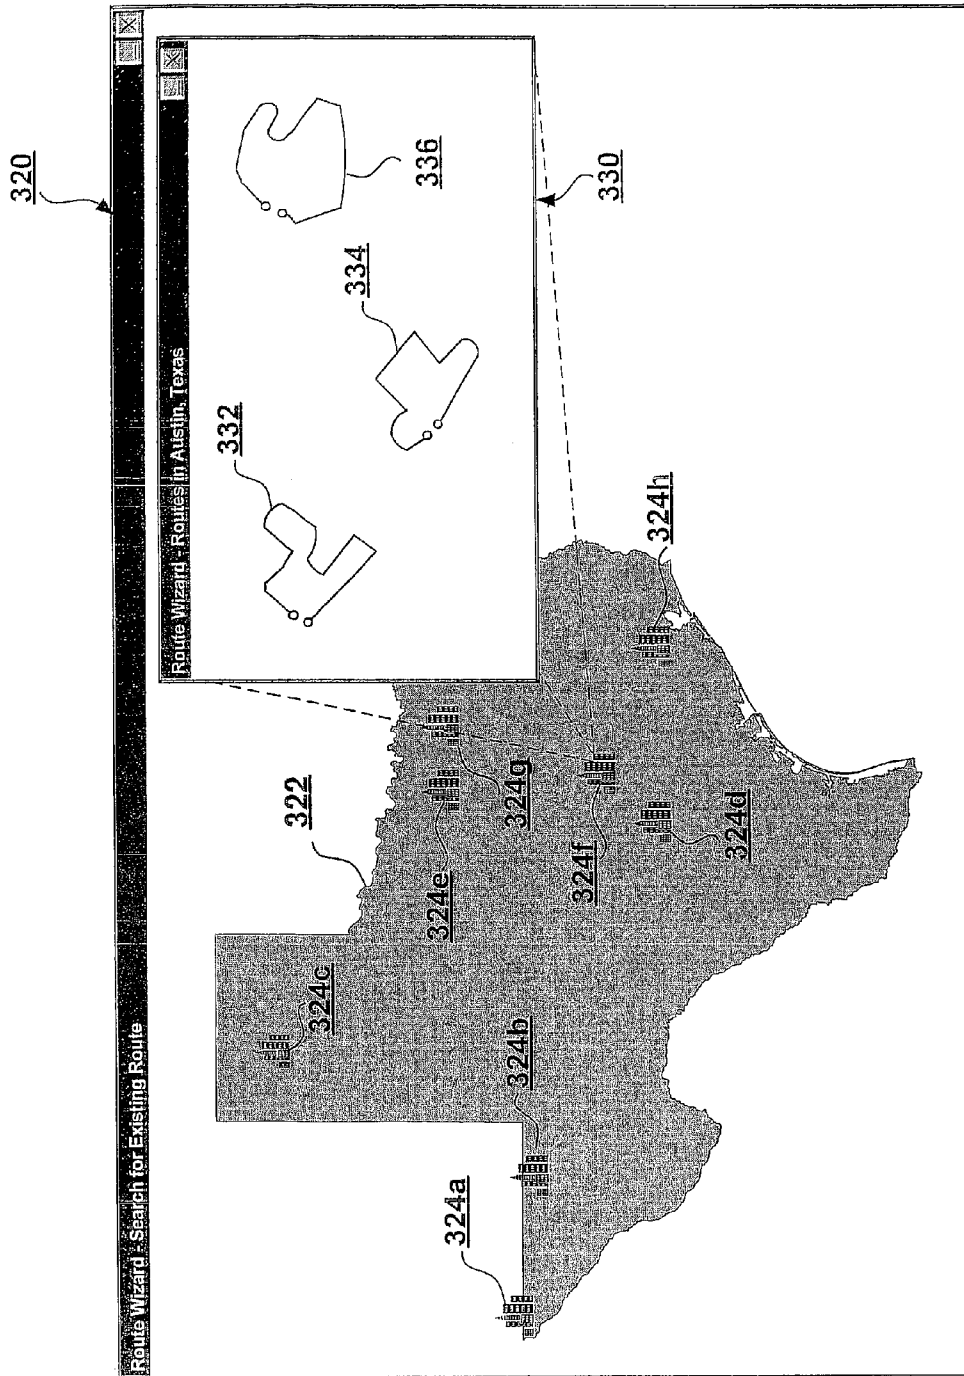 320
Route Wizard - Search for Existing Route
Route Wizard - Routes in Austin, Texas
332
334
336
330
322
324a
324b
324c
324e
324g
324f
324d
324h